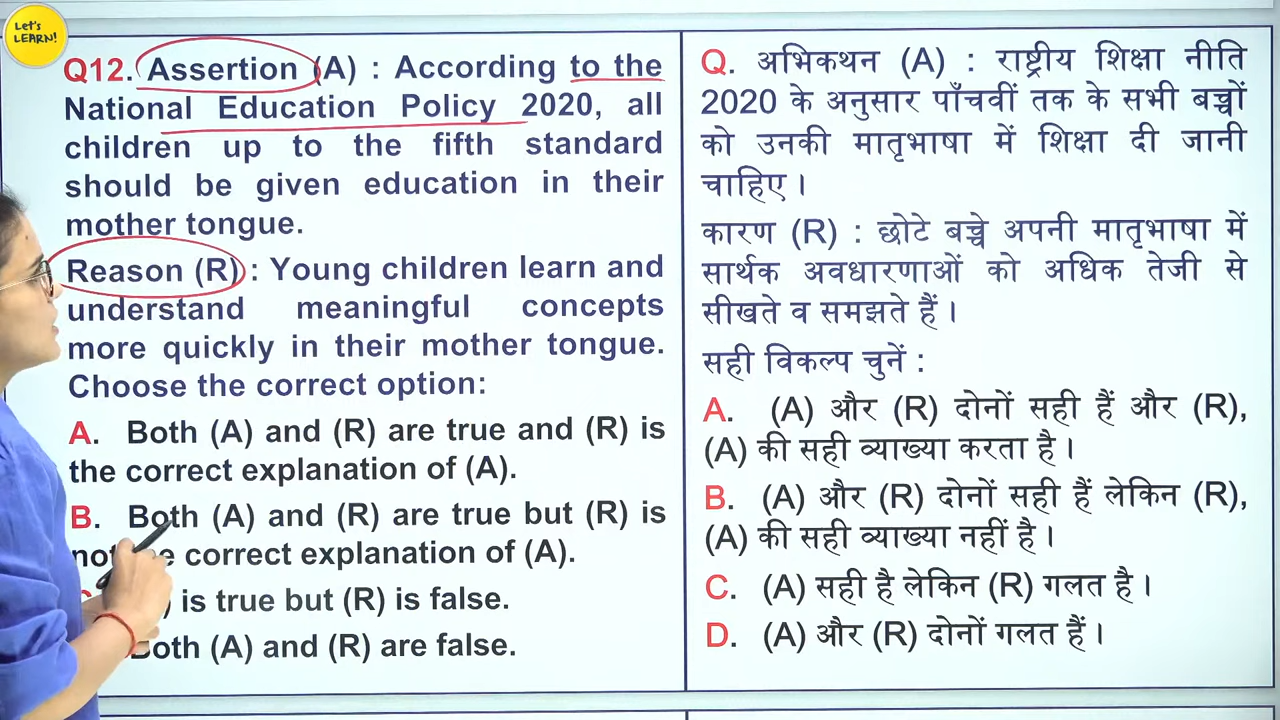 Let's
LEARN!
Q12. Assertion (A) : According to the
National Education Policy 2020, all
children up to the fifth standard
should be given education in their
mother tongue.
Reason (R) : Young children learn and
understand meaningful concepts
more quickly in their mother tongue.
Choose the correct option:
A. Both (A) and (R) are true and (R) is
the correct explanation of (A).
B. Both (A) and (R) are true but (R) is
correct explanation of (A).
is true but (R) is false.
Both (A) and (R) are false.
Q. अभिकथन (A) : राष्ट्रीय शिक्षा नीति
2020 के अनुसार पाँचवीं तक के सभी बच्चों
को उनकी मातृभाषा में शिक्षा दी जानी
चाहिए।
कारण (R) : छोटे बच्चे अपनी मातृभाषा में
सार्थक अवधारणाओं को अधिक तेजी से
सीखते व समझते हैं।
सही विकल्प चुनें :
A. (A) और (R) दोनों सही हैं और (R),
(A) की सही व्याख्या करता है।
B. (A) और (R) दोनों सही हैं लेकिन (R),
(A) की सही व्याख्या नहीं है।
C. (A) सही है लेकिन (R) गलत है।
D. (A) और (R) दोनों गलत हैं।